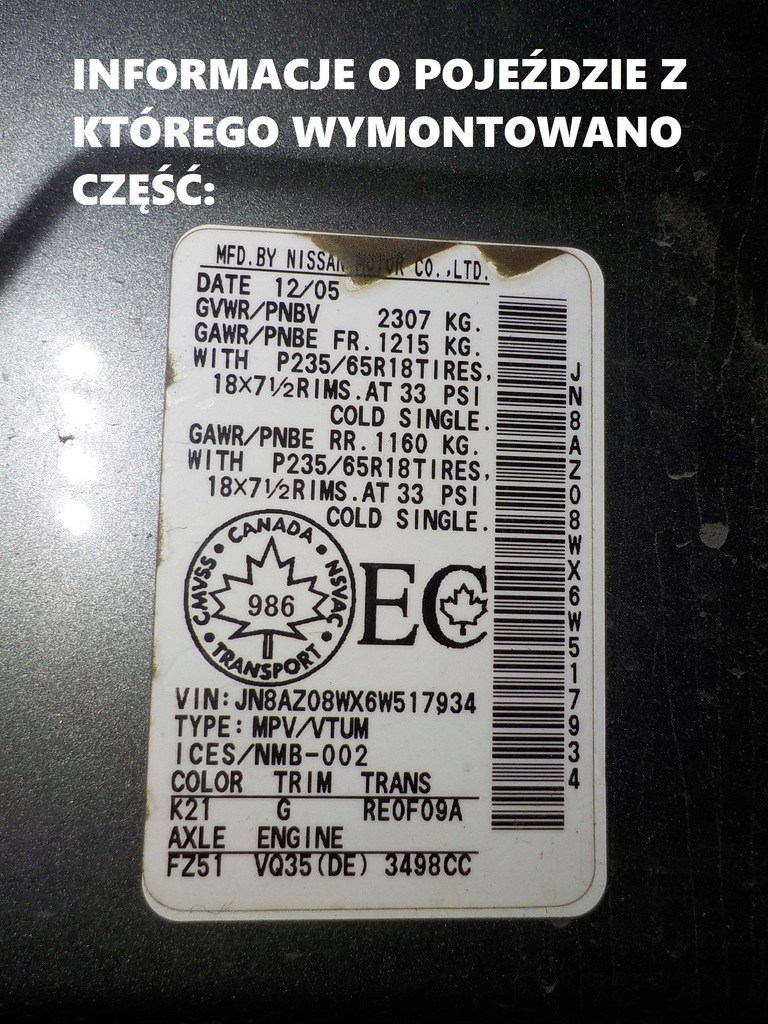 INFORMACJE O POJEŹDZIE Z
KTÓREGO WYMONTOWANO
CZĘŚĆ:
MFD.BY NISSAN MOTOR CO.,LTD.
DATE 12/05
GVWR/PNBV 2307 KG.
GAWR/PNBE FR.1215 KG.
WITH P235/65R18TIRES,
18×7½RIMS.AT 33 PSI
COLD SINGLE.
GAWR/PNBE RR.1160 KG.
WITH P235/65R18TIRES,
18×7½RIMS.AT 33 PSI
COLD SINGLE.
CMVSS • CANADA • NSVAC • TRANSPORT •
986
EC
VIN:JN8AZ08WX6W517934
TYPE:MPV/VTUM
ICES/NMB-002
COLOR TRIM TRANS
K21 G RE0F09A
AXLE ENGINE
FZ51 VQ35(DE) 3498CC
JN8AZ08WX6W517934